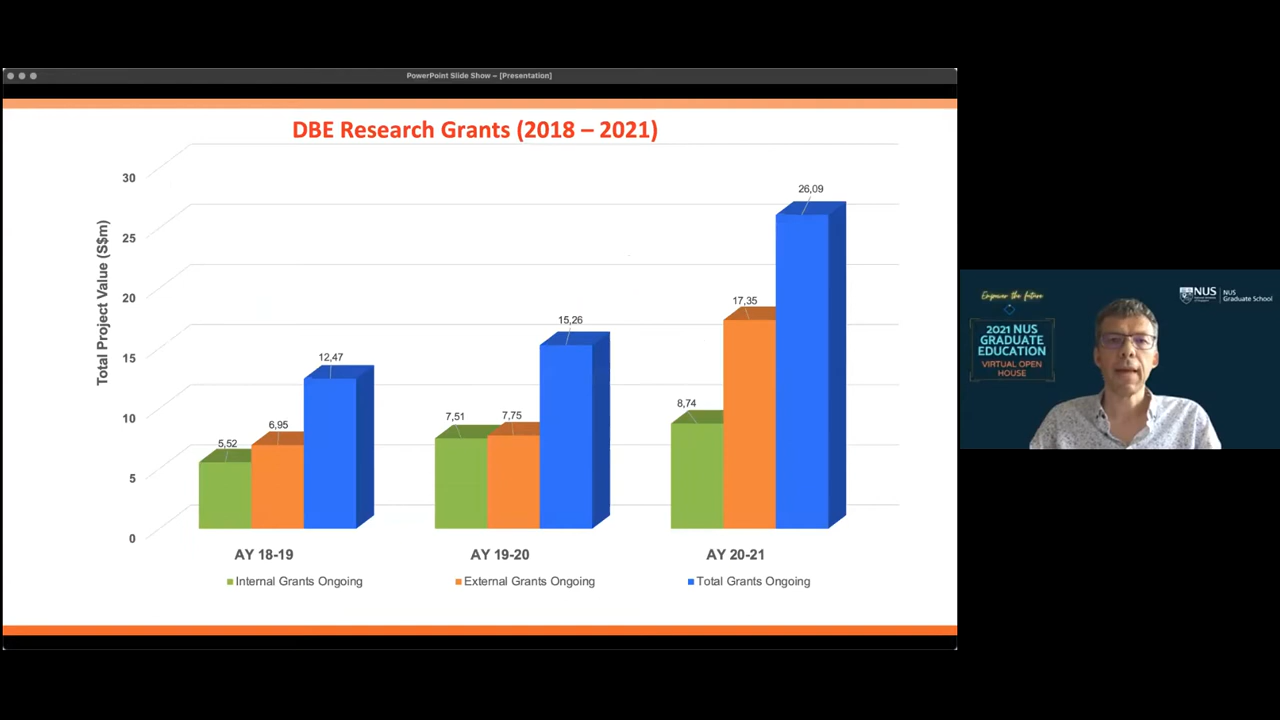 PowerPoint Slide Show – [Presentation]
DBE Research Grants (2018 – 2021)
Total Project Value (S$m)
30
25
20
15
10
5
0
5,52
6,95
12,47
7,51
7,75
15,26
8,74
17,35
26,09
AY 18-19
AY 19-20
AY 20-21
Internal Grants Ongoing
External Grants Ongoing
Total Grants Ongoing
Empower the future
2021 NUS
GRADUATE
EDUCATION
VIRTUAL OPEN
HOUSE
NUS
NUS
Graduate School